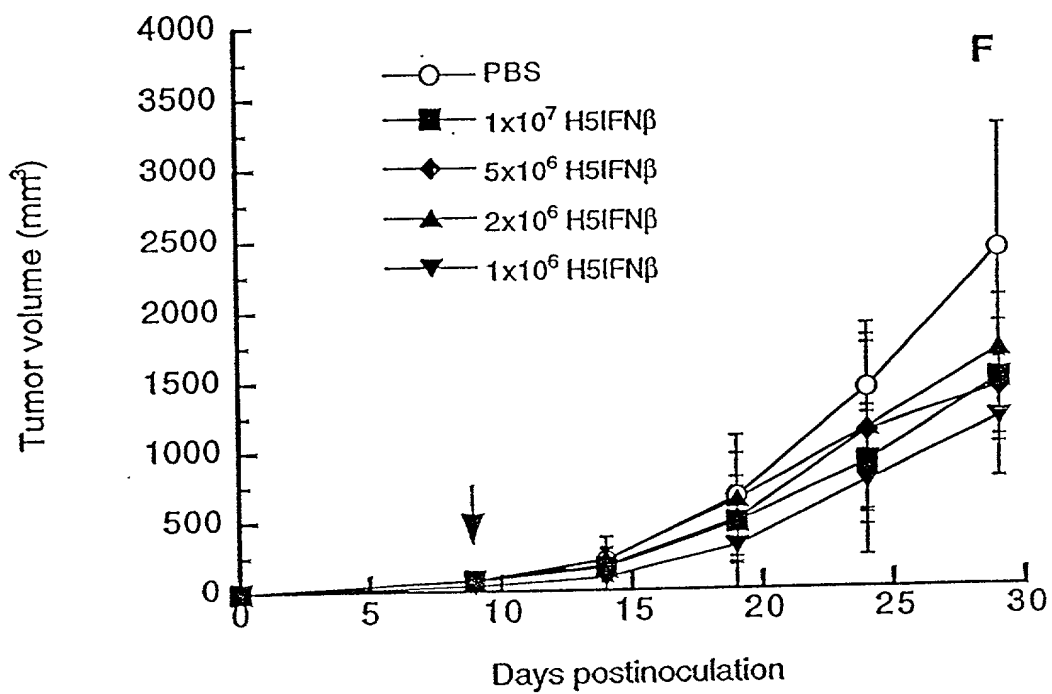 F
Tumor volume (mm³)
4000
3500
3000
2500
2000
1500
1000
500
0
PBS
1x10⁷ H5IFNβ
5x10⁶ H5IFNβ
2x10⁶ H5IFNβ
1x10⁶ H5IFNβ
0 5 10 15 20 25 30
Days postinoculation